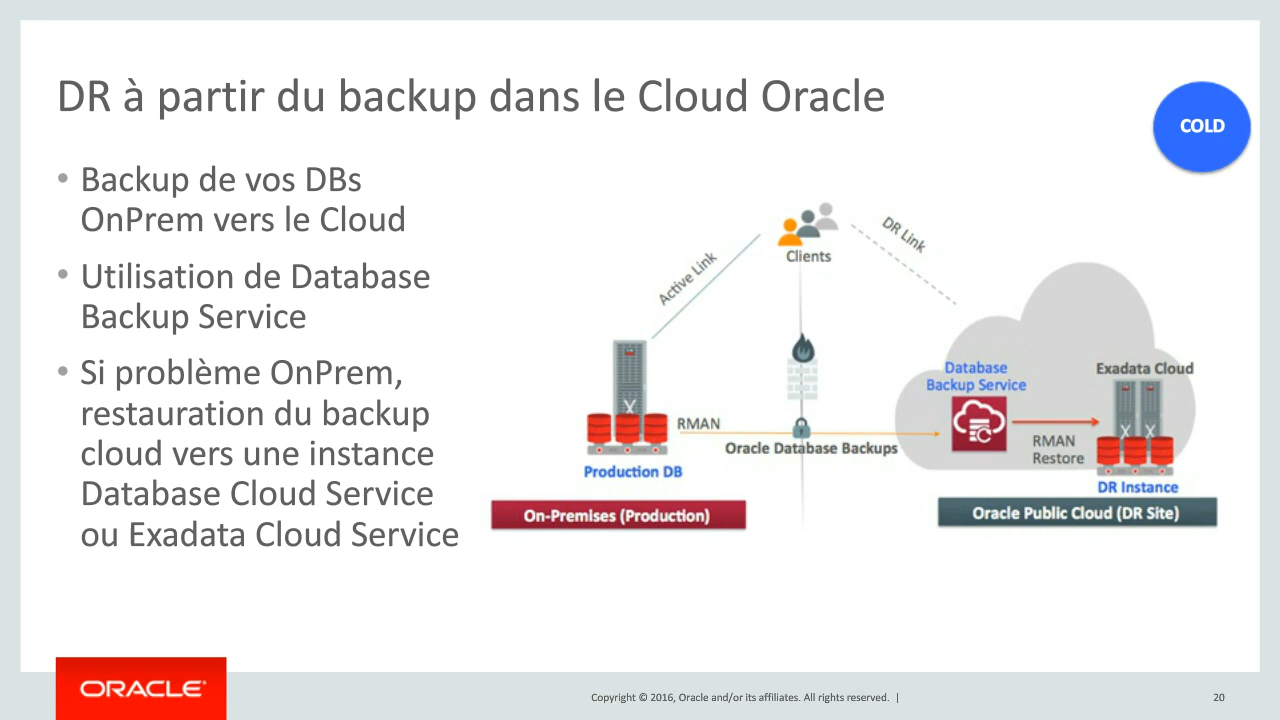 DR à partir du backup dans le Cloud Oracle
COLD
• Backup de vos DBs
OnPrem vers le Cloud
• Utilisation de Database
Backup Service
• Si problème OnPrem,
restauration du backup
cloud vers une instance
Database Cloud Service
ou Exadata Cloud Service
Clients
Active Link
DR Link
Database
Backup Service
Exadata Cloud
RMAN
Oracle Database Backups
RMAN
Restore
Production DB
DR Instance
On-Premises (Production)
Oracle Public Cloud (DR Site)
ORACLE
Copyright © 2016, Oracle and/or its affiliates. All rights reserved. |
20